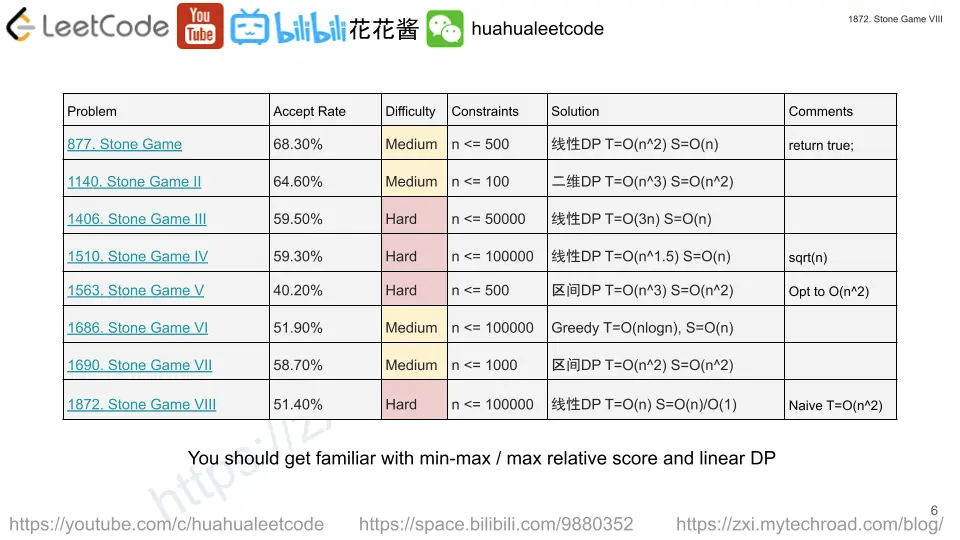 LeetCode You Tube bilibili 花花酱 huahualeetcode
1872. Stone Game VIII
Problem Accept Rate Difficulty Constraints Solution Comments
877. Stone Game 68.30% Medium n <= 500 线性DP T=O(n^2) S=O(n) return true;
1140. Stone Game II 64.60% Medium n <= 100 二维DP T=O(n^3) S=O(n^2)
1406. Stone Game III 59.50% Hard n <= 50000 线性DP T=O(3n) S=O(n)
1510. Stone Game IV 59.30% Hard n <= 100000 线性DP T=O(n^1.5) S=O(n) sqrt(n)
1563. Stone Game V 40.20% Hard n <= 500 区间DP T=O(n^3) S=O(n^2) Opt to O(n^2)
1686. Stone Game VI 51.90% Medium n <= 100000 Greedy T=O(nlogn), S=O(n)
1690. Stone Game VII 58.70% Medium n <= 1000 区间DP T=O(n^2) S=O(n^2)
1872. Stone Game VIII 51.40% Hard n <= 100000 线性DP T=O(n) S=O(n)/O(1) Naive T=O(n^2)
https://zx
You should get familiar with min-max / max relative score and linear DP
6
https://youtube.com/c/huahualeetcode https://space.bilibili.com/9880352 https://zxi.mytechroad.com/blog/